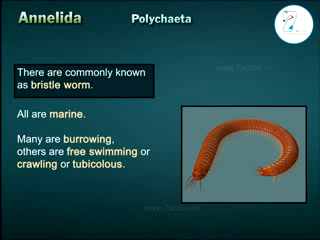 Annelida
Polychaeta
There are commonly known
as bristle worm.
All are marine.
Many are burrowing,
others are free swimming or
crawling or tubicolous.